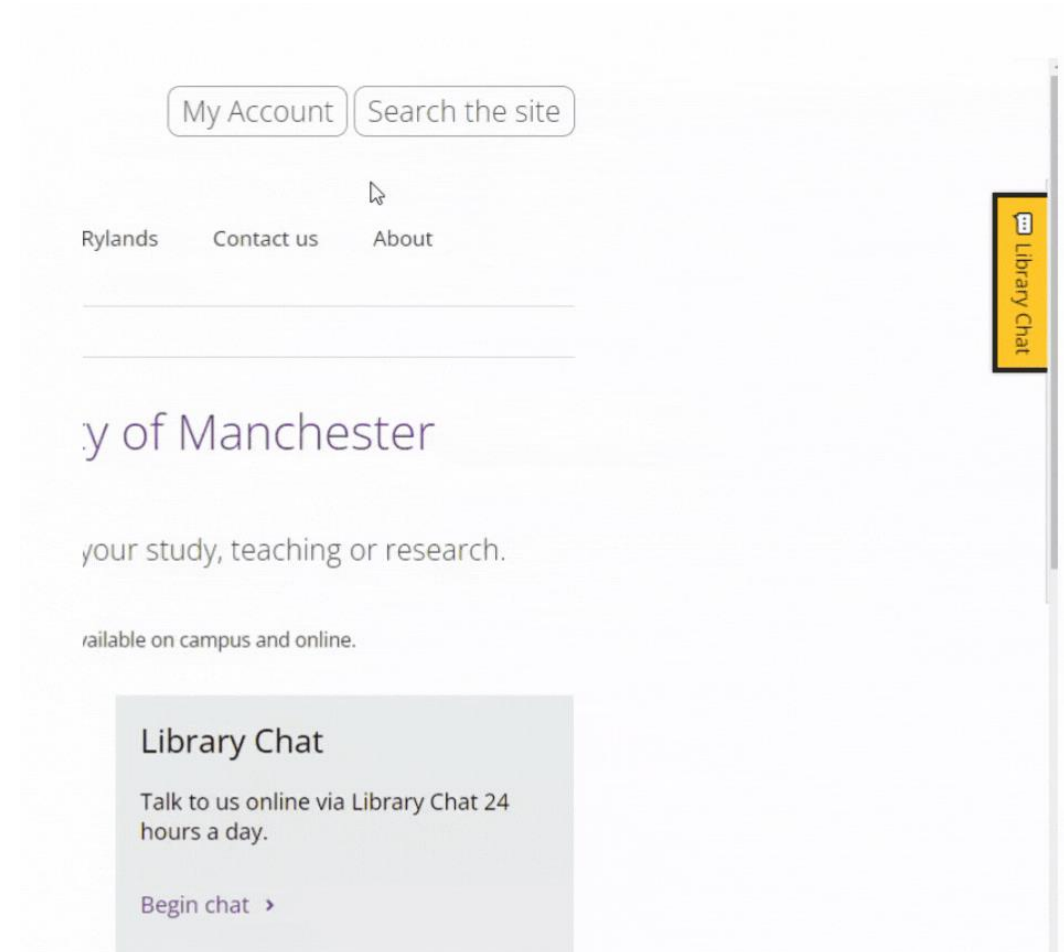 My Account
Search the site
Rylands
Contact us
About
Library Chat
y of Manchester
your study, teaching or research.
available on campus and online.
Library Chat
Talk to us online via Library Chat 24
hours a day.
Begin chat